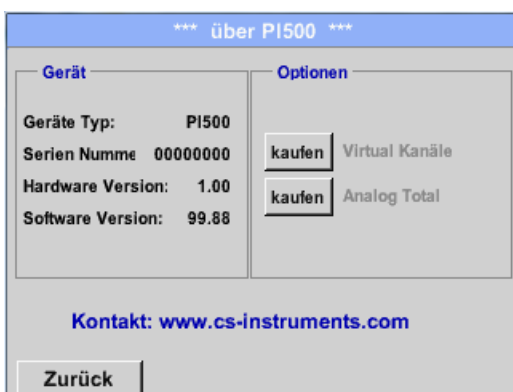 *** über PI500 ***
Gerät
Geräte Typ: PI500
Serien Numme 00000000
Hardware Version: 1.00
Software Version: 99.88
Optionen
kaufen Virtual Kanäle
kaufen Analog Total
Kontakt: www.cs-instruments.com
Zurück